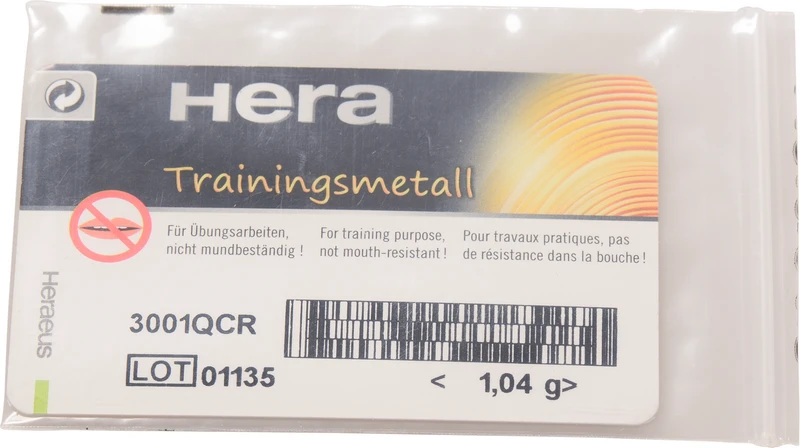 Hera
Trainingsmetall
Für Übungsarbeiten,
nicht mundbeständig !
For training purpose,
not mouth-resistant !
Pour travaux pratiques, pas
de résistance dans la bouche !
Heraeus
3001QCR
LOT 01135
< 1,04 g>